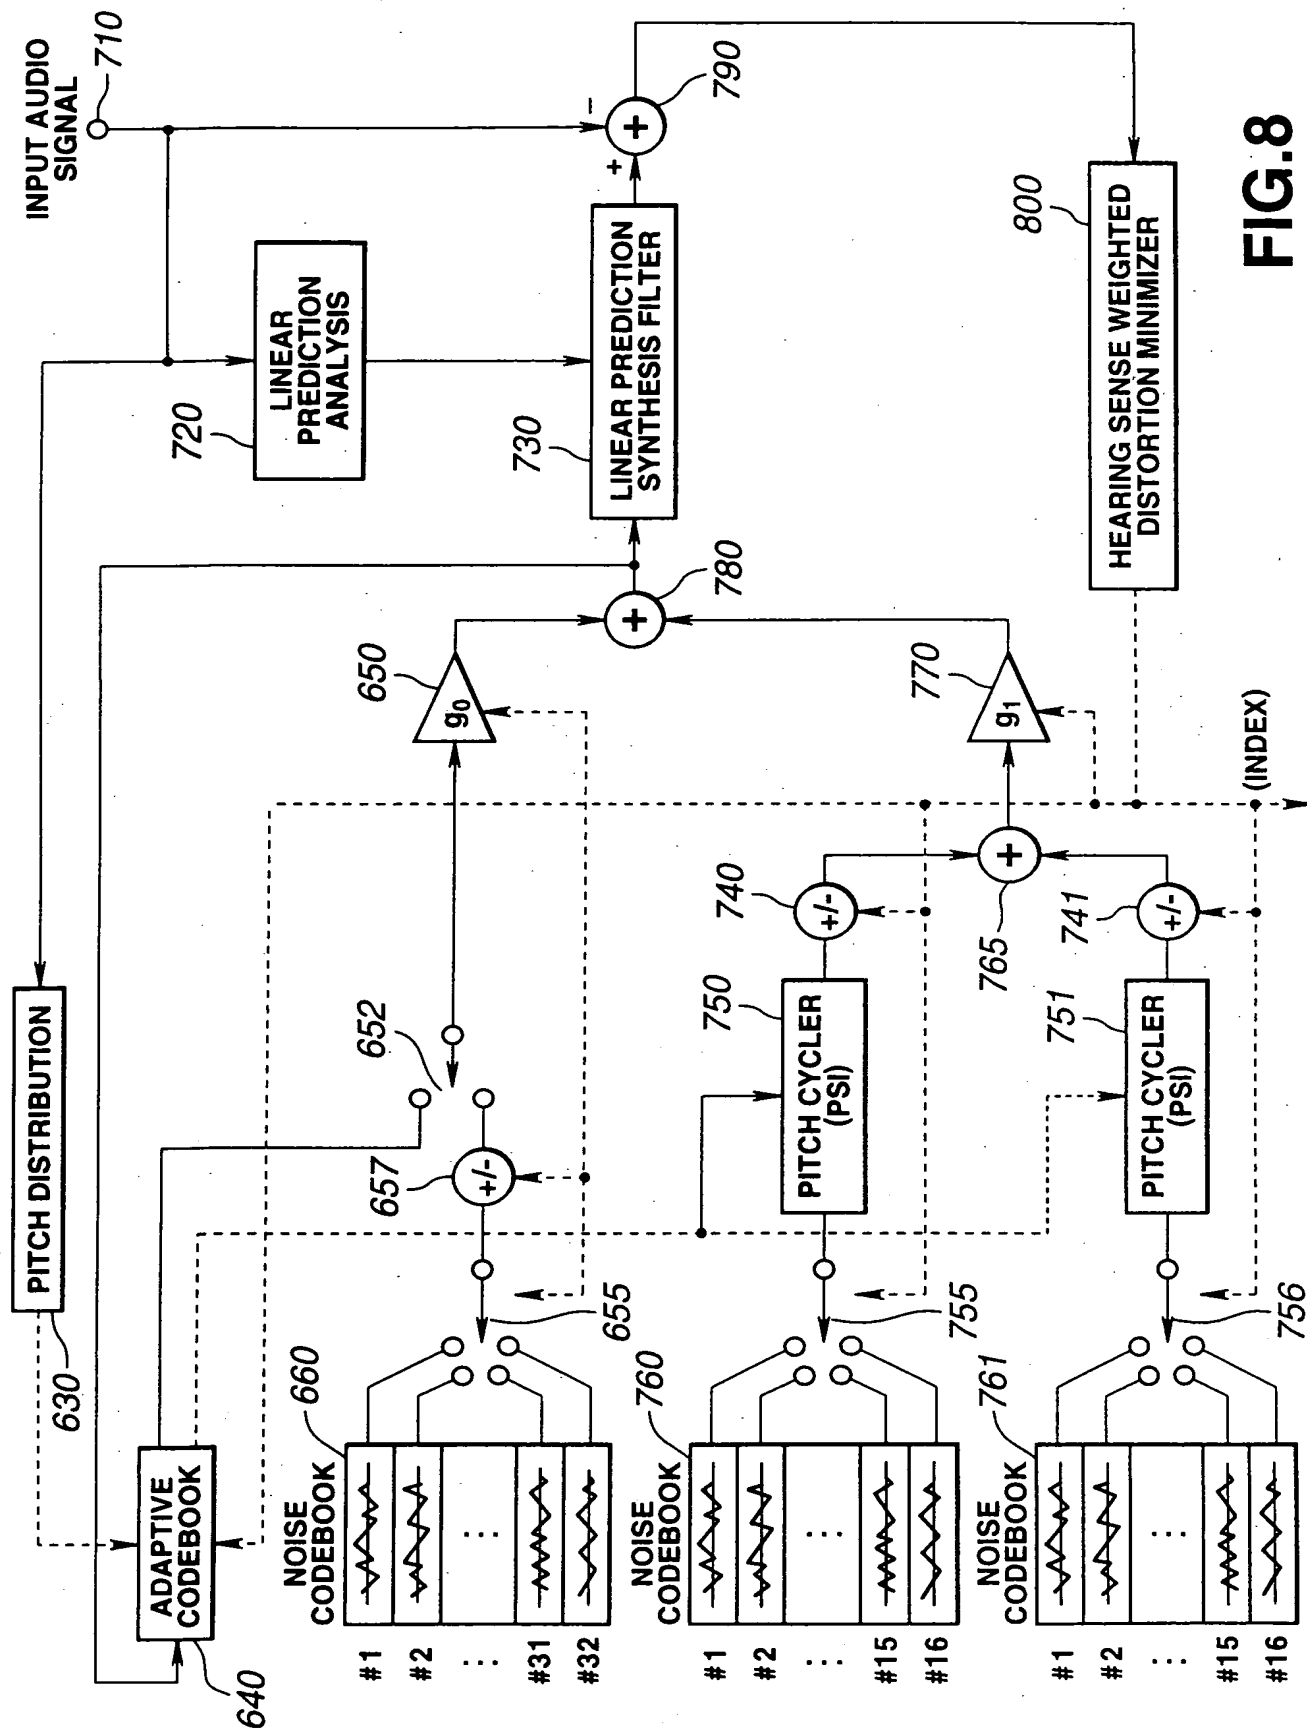 INPUT AUDIO
SIGNAL
710
PITCH DISTRIBUTION
630
LINEAR
PREDICTION
ANALYSIS
720
LINEAR PREDICTION
SYNTHESIS FILTER
730
+
-
+
790
ADAPTIVE
CODEBOOK
640
652
g0
650
+
780
NOISE
CODEBOOK
660
#1
#2
...
...
#31
#32
655
+/-
657
NOISE
CODEBOOK
760
#1
#2
...
...
#15
#16
755
PITCH CYCLER
(PSI)
750
+/-
740
+
765
g1
770
NOISE
CODEBOOK
761
#1
#2
...
...
#15
#16
756
PITCH CYCLER
(PSI)
751
+/-
741
(INDEX)
HEARING SENSE WEIGHTED
DISTORTION MINIMIZER
800
FIG.8